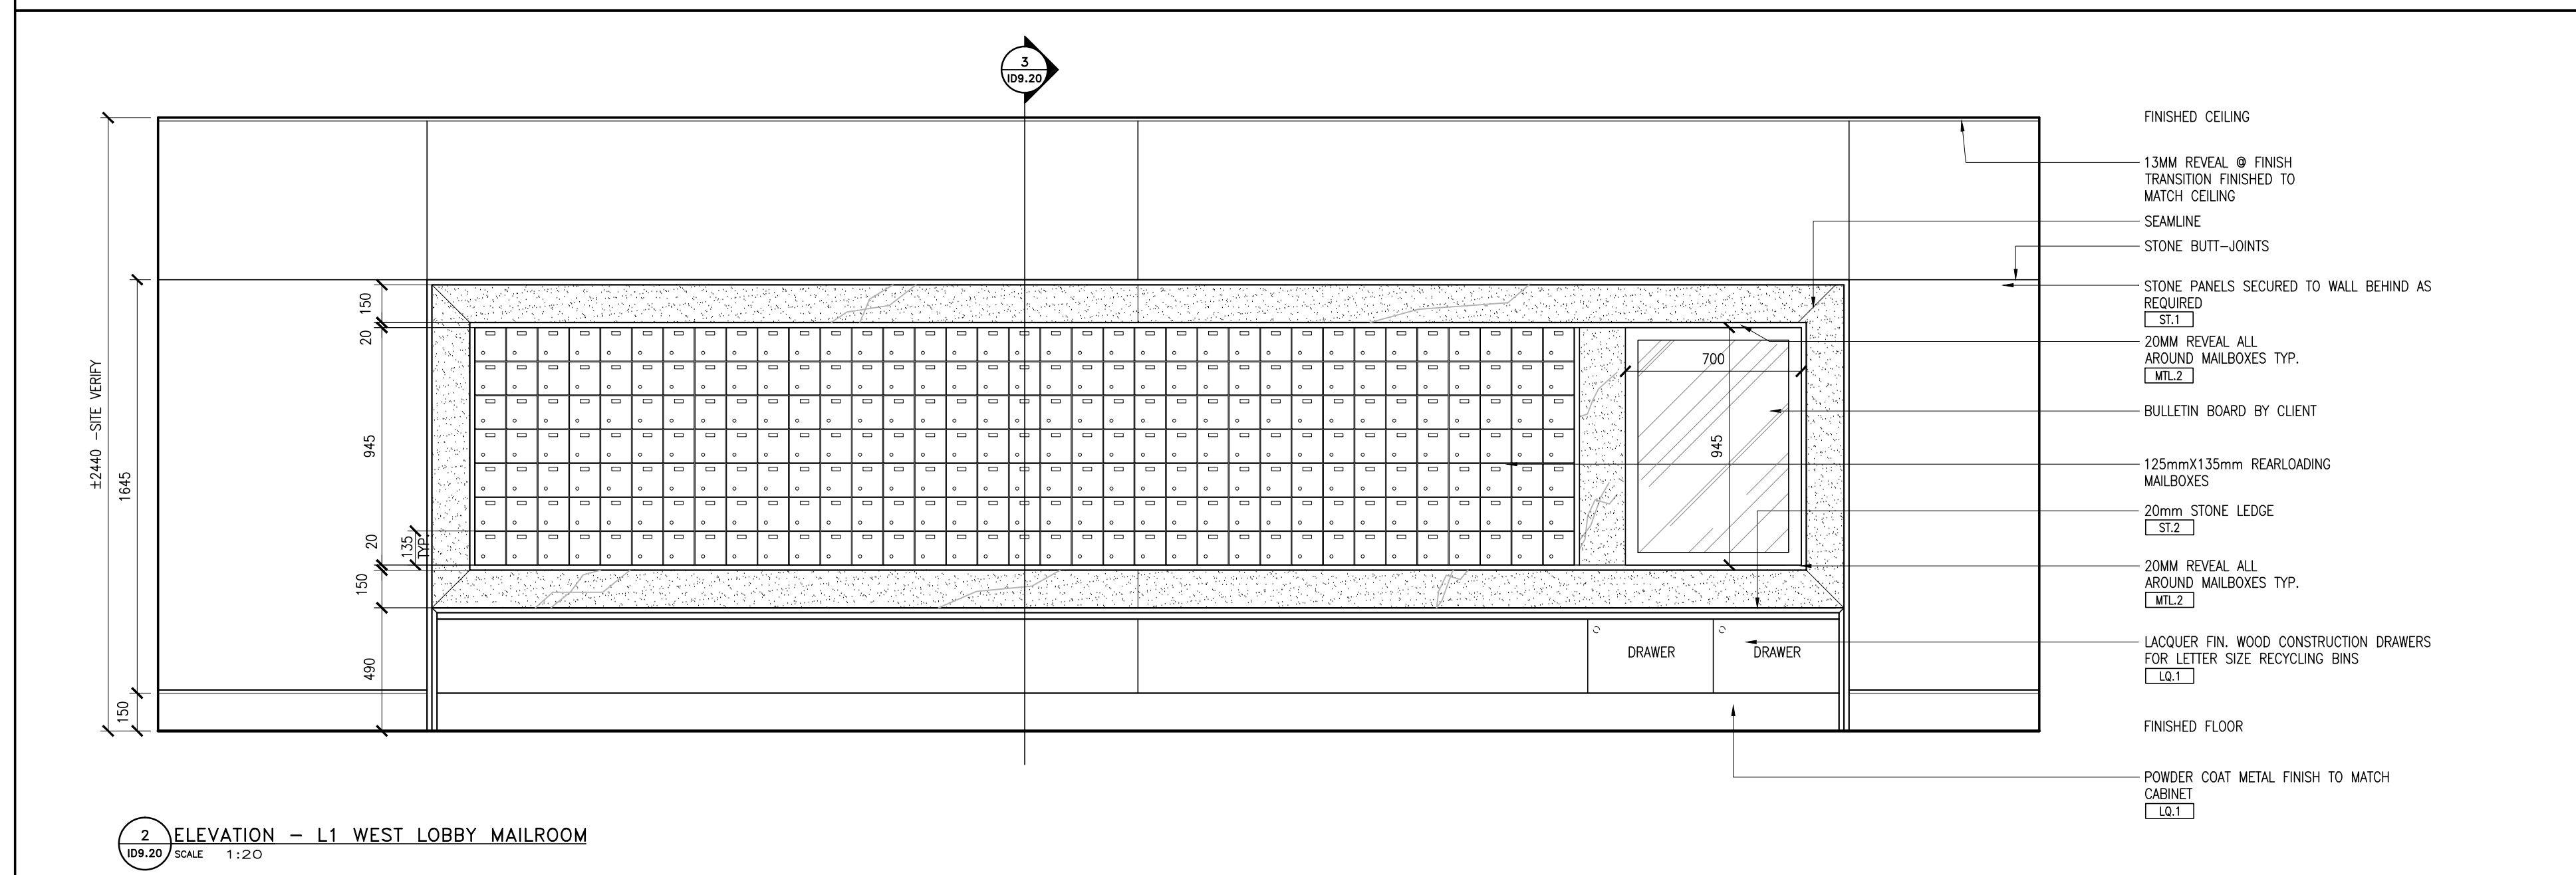 3
ID9.20
FINISHED CEILING
13MM REVEAL @ FINISH
TRANSITION FINISHED TO
MATCH CEILING
SEAMLINE
STONE BUTT-JOINTS
STONE PANELS SECURED TO WALL BEHIND AS
REQUIRED
ST.1
20MM REVEAL ALL
AROUND MAILBOXES TYP.
MTL.2
BULLETIN BOARD BY CLIENT
125mmX135mm REARLOADING
MAILBOXES
20mm STONE LEDGE
ST.2
20MM REVEAL ALL
AROUND MAILBOXES TYP.
MTL.2
LACQUER FIN. WOOD CONSTRUCTION DRAWERS
FOR LETTER SIZE RECYCLING BINS
LQ.1
FINISHED FLOOR
POWDER COAT METAL FINISH TO MATCH
CABINET
LQ.1
±2440 -SITE VERIFY
1645
150
150
20
945
20
135
TYP.
150
490
700
945
DRAWER
DRAWER
2
ID9.20
ELEVATION - L1 WEST LOBBY MAILROOM
SCALE 1:20